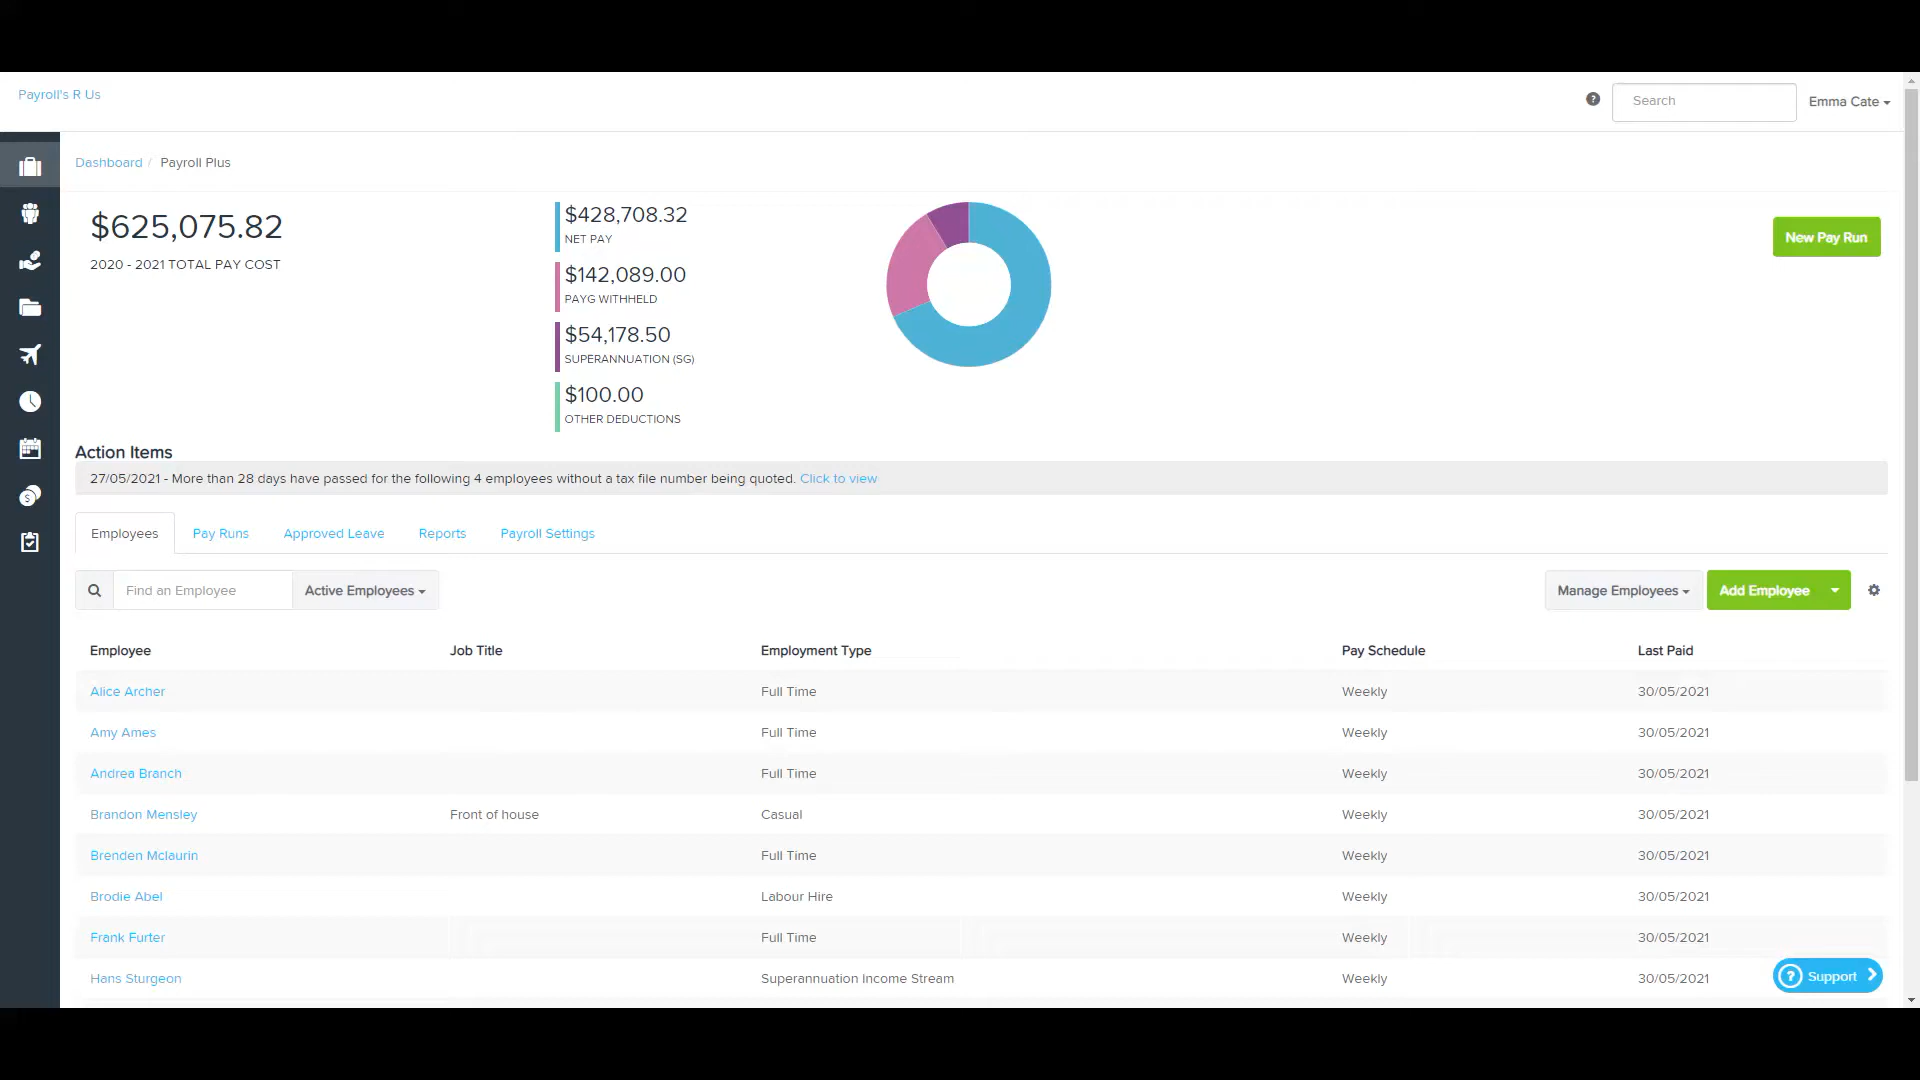 Payroll's R Us
Search
Emma Cate
Dashboard / Payroll Plus
$625,075.82
2020 - 2021 TOTAL PAY COST
$428,708.32
NET PAY
$142,089.00
PAYG WITHHELD
$54,178.50
SUPERANNUATION (SG)
$100.00
OTHER DEDUCTIONS
New Pay Run
Action Items
27/05/2021 - More than 28 days have passed for the following 4 employees without a tax file number being quoted. Click to view
Employees Pay Runs Approved Leave Reports Payroll Settings
Find an Employee Active Employees Manage Employees Add Employee
Employee Job Title Employment Type Pay Schedule Last Paid
Alice Archer Full Time Weekly 30/05/2021
Amy Ames Full Time Weekly 30/05/2021
Andrea Branch Full Time Weekly 30/05/2021
Brandon Mensley Front of house Casual Weekly 30/05/2021
Brenden Mclaurin Full Time Weekly 30/05/2021
Brodie Abel Labour Hire Weekly 30/05/2021
Frank Furter Full Time Weekly 30/05/2021
Hans Sturgeon Superannuation Income Stream Weekly 30/05/2021
? Support